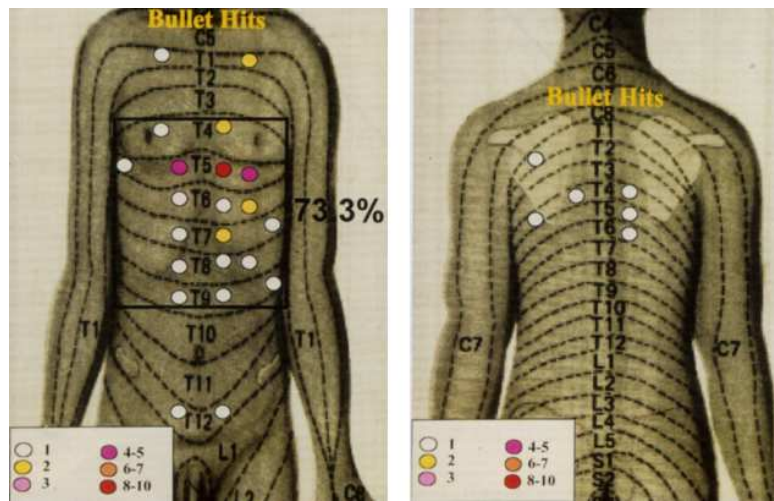 Bullet Hits
C5
T1
T2
T3
T4
T5
T6
73.3%
T7
T8
T9
T1
T10
T1
T11
T12
L1
L2
C8
1
2
3
4-5
6-7
8-10
C4
C5
C6
Bullet Hits
C8
T1
T2
T3
T4
T5
T6
T7
T8
T9
T10
T11
T12
C7
C7
L1
L2
L3
L4
L5
S1
S2
1
2
3
4-5
6-7
8-10